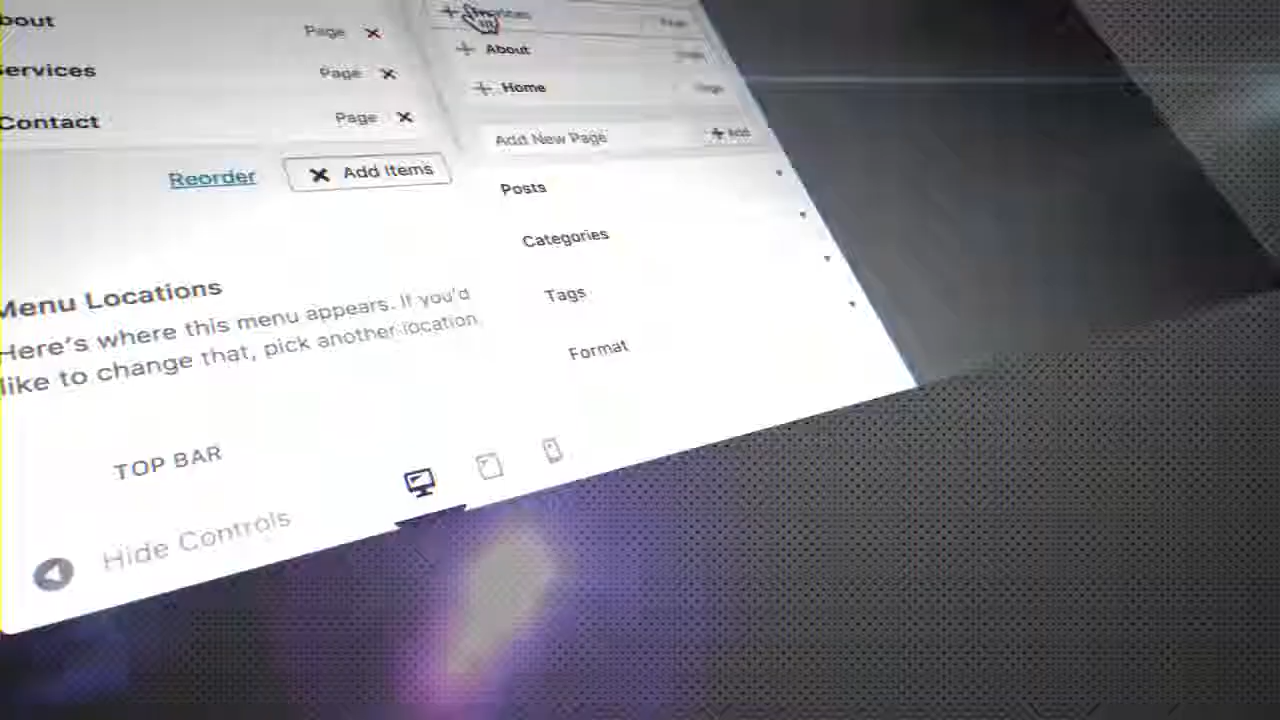 bout
Page
ervices
Page
Contact
Page
Reorder
Add Items
Menu Locations
Here's where this menu appears. If you'd
like to change that, pick another location.
TOP BAR
Hide Controls
About
Home
Page
Add New Page
Add
Posts
Categories
Tags
Format